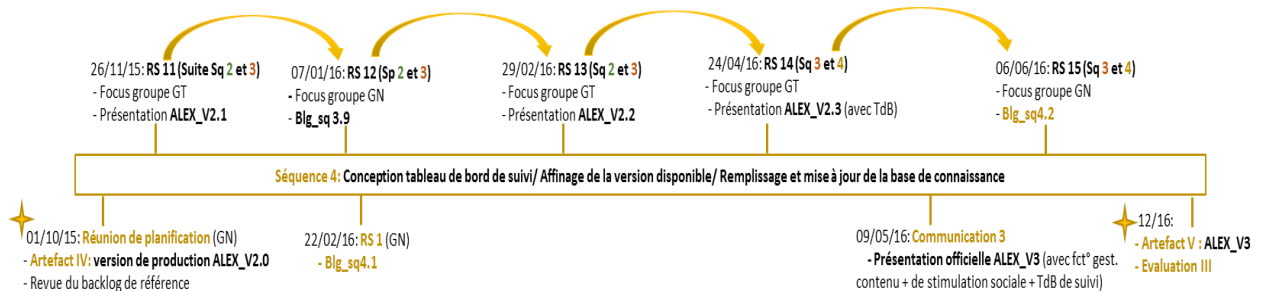 26/11/15: RS 11 (Suite Sq 2 et 3)
- Focus groupe GT
- Présentation ALEX_V2.1
07/01/16: RS 12 (Sp 2 et 3)
- Focus groupe GN
- Blg_sq 3.9
29/02/16: RS 13 (Sq 2 et 3)
- Focus groupe GT
- Présentation ALEX_V2.2
24/04/16: RS 14 (Sq 3 et 4)
- Focus groupe GT
- Présentation ALEX_V2.3 (avec TdB)
06/06/16: RS 15 (Sq 3 et 4)
- Focus groupe GN
- Blg_sq4.2
Séquence 4: Conception tableau de bord de suivi/ Affinage de la version disponible/ Remplissage et mise à jour de la base de connaissance
01/10/15: Réunion de planification (GN)
- Artefact IV: version de production ALEX_V2.0
- Revue du backlog de référence
22/02/16: RS 1 (GN)
- Blg_sq4.1
09/05/16: Communication 3
- Présentation officielle ALEX_V3 (avec fct° gest.
contenu + de stimulation sociale + TdB de suivi)
12/16:
- Artefact V : ALEX_V3
- Evaluation III